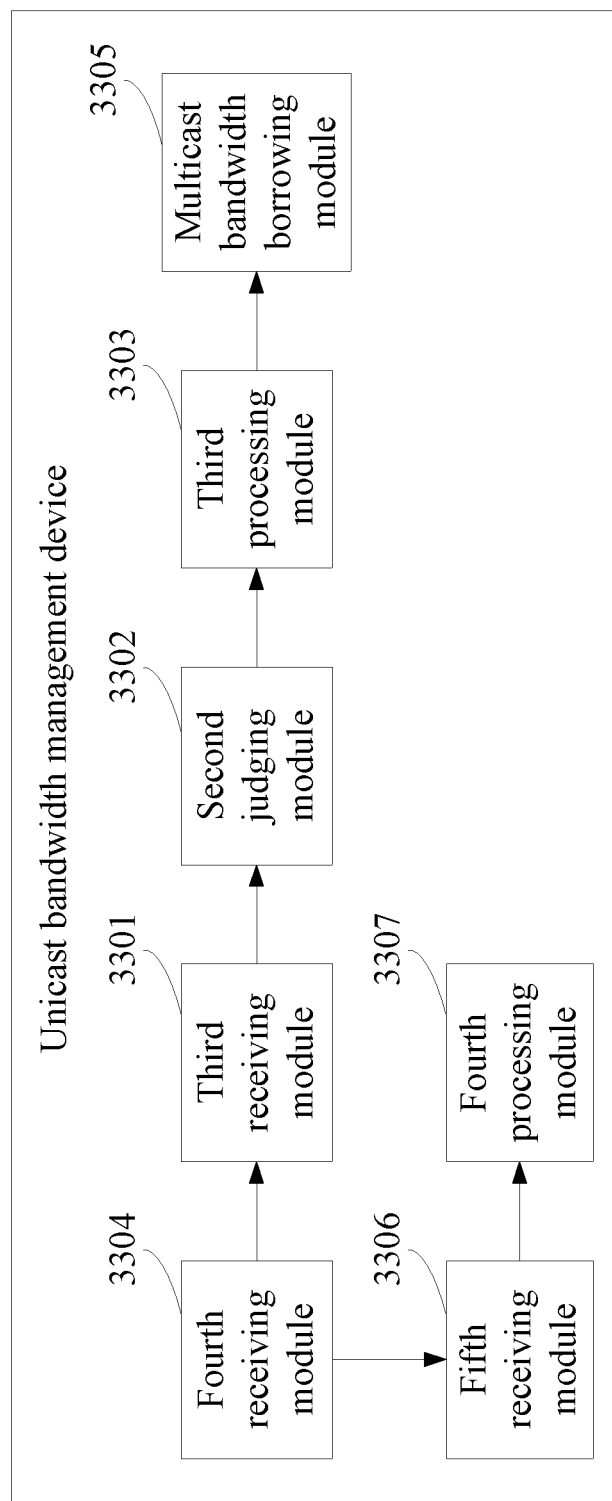 Unicast bandwidth management device
3304
Fourth
receiving
module
3301
Third
receiving
module
3302
Second
judging
module
3303
Third
processing
module
3305
Multicast
bandwidth
borrowing
module
3306
Fifth
receiving
module
3307
Fourth
processing
module